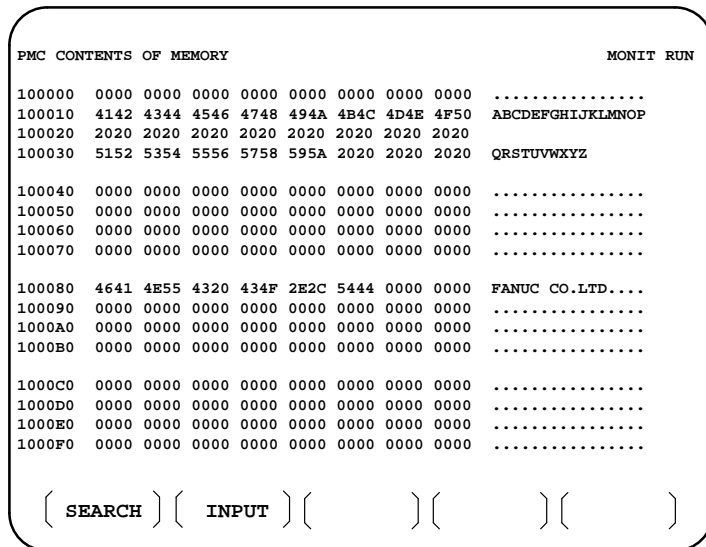 PMC CONTENTS OF MEMORY MONIT RUN
100000 0000 0000 0000 0000 0000 0000 0000 0000 ................
100010 4142 4344 4546 4748 494A 4B4C 4D4E 4F50 ABCDEFGHIJKLMNOP
100020 2020 2020 2020 2020 2020 2020 2020 2020
100030 5152 5354 5556 5758 595A 2020 2020 2020 QRSTUVWXYZ
100040 0000 0000 0000 0000 0000 0000 0000 0000 ................
100050 0000 0000 0000 0000 0000 0000 0000 0000 ................
100060 0000 0000 0000 0000 0000 0000 0000 0000 ................
100070 0000 0000 0000 0000 0000 0000 0000 0000 ................
100080 4641 4E55 4320 434F 2E2C 5444 0000 0000 FANUC CO.LTD....
100090 0000 0000 0000 0000 0000 0000 0000 0000 ................
1000A0 0000 0000 0000 0000 0000 0000 0000 0000 ................
1000B0 0000 0000 0000 0000 0000 0000 0000 0000 ................
1000C0 0000 0000 0000 0000 0000 0000 0000 0000 ................
1000D0 0000 0000 0000 0000 0000 0000 0000 0000 ................
1000E0 0000 0000 0000 0000 0000 0000 0000 0000 ................
1000F0 0000 0000 0000 0000 0000 0000 0000 0000 ................
[ SEARCH ] [ INPUT ] [ ] [ ] [ ]